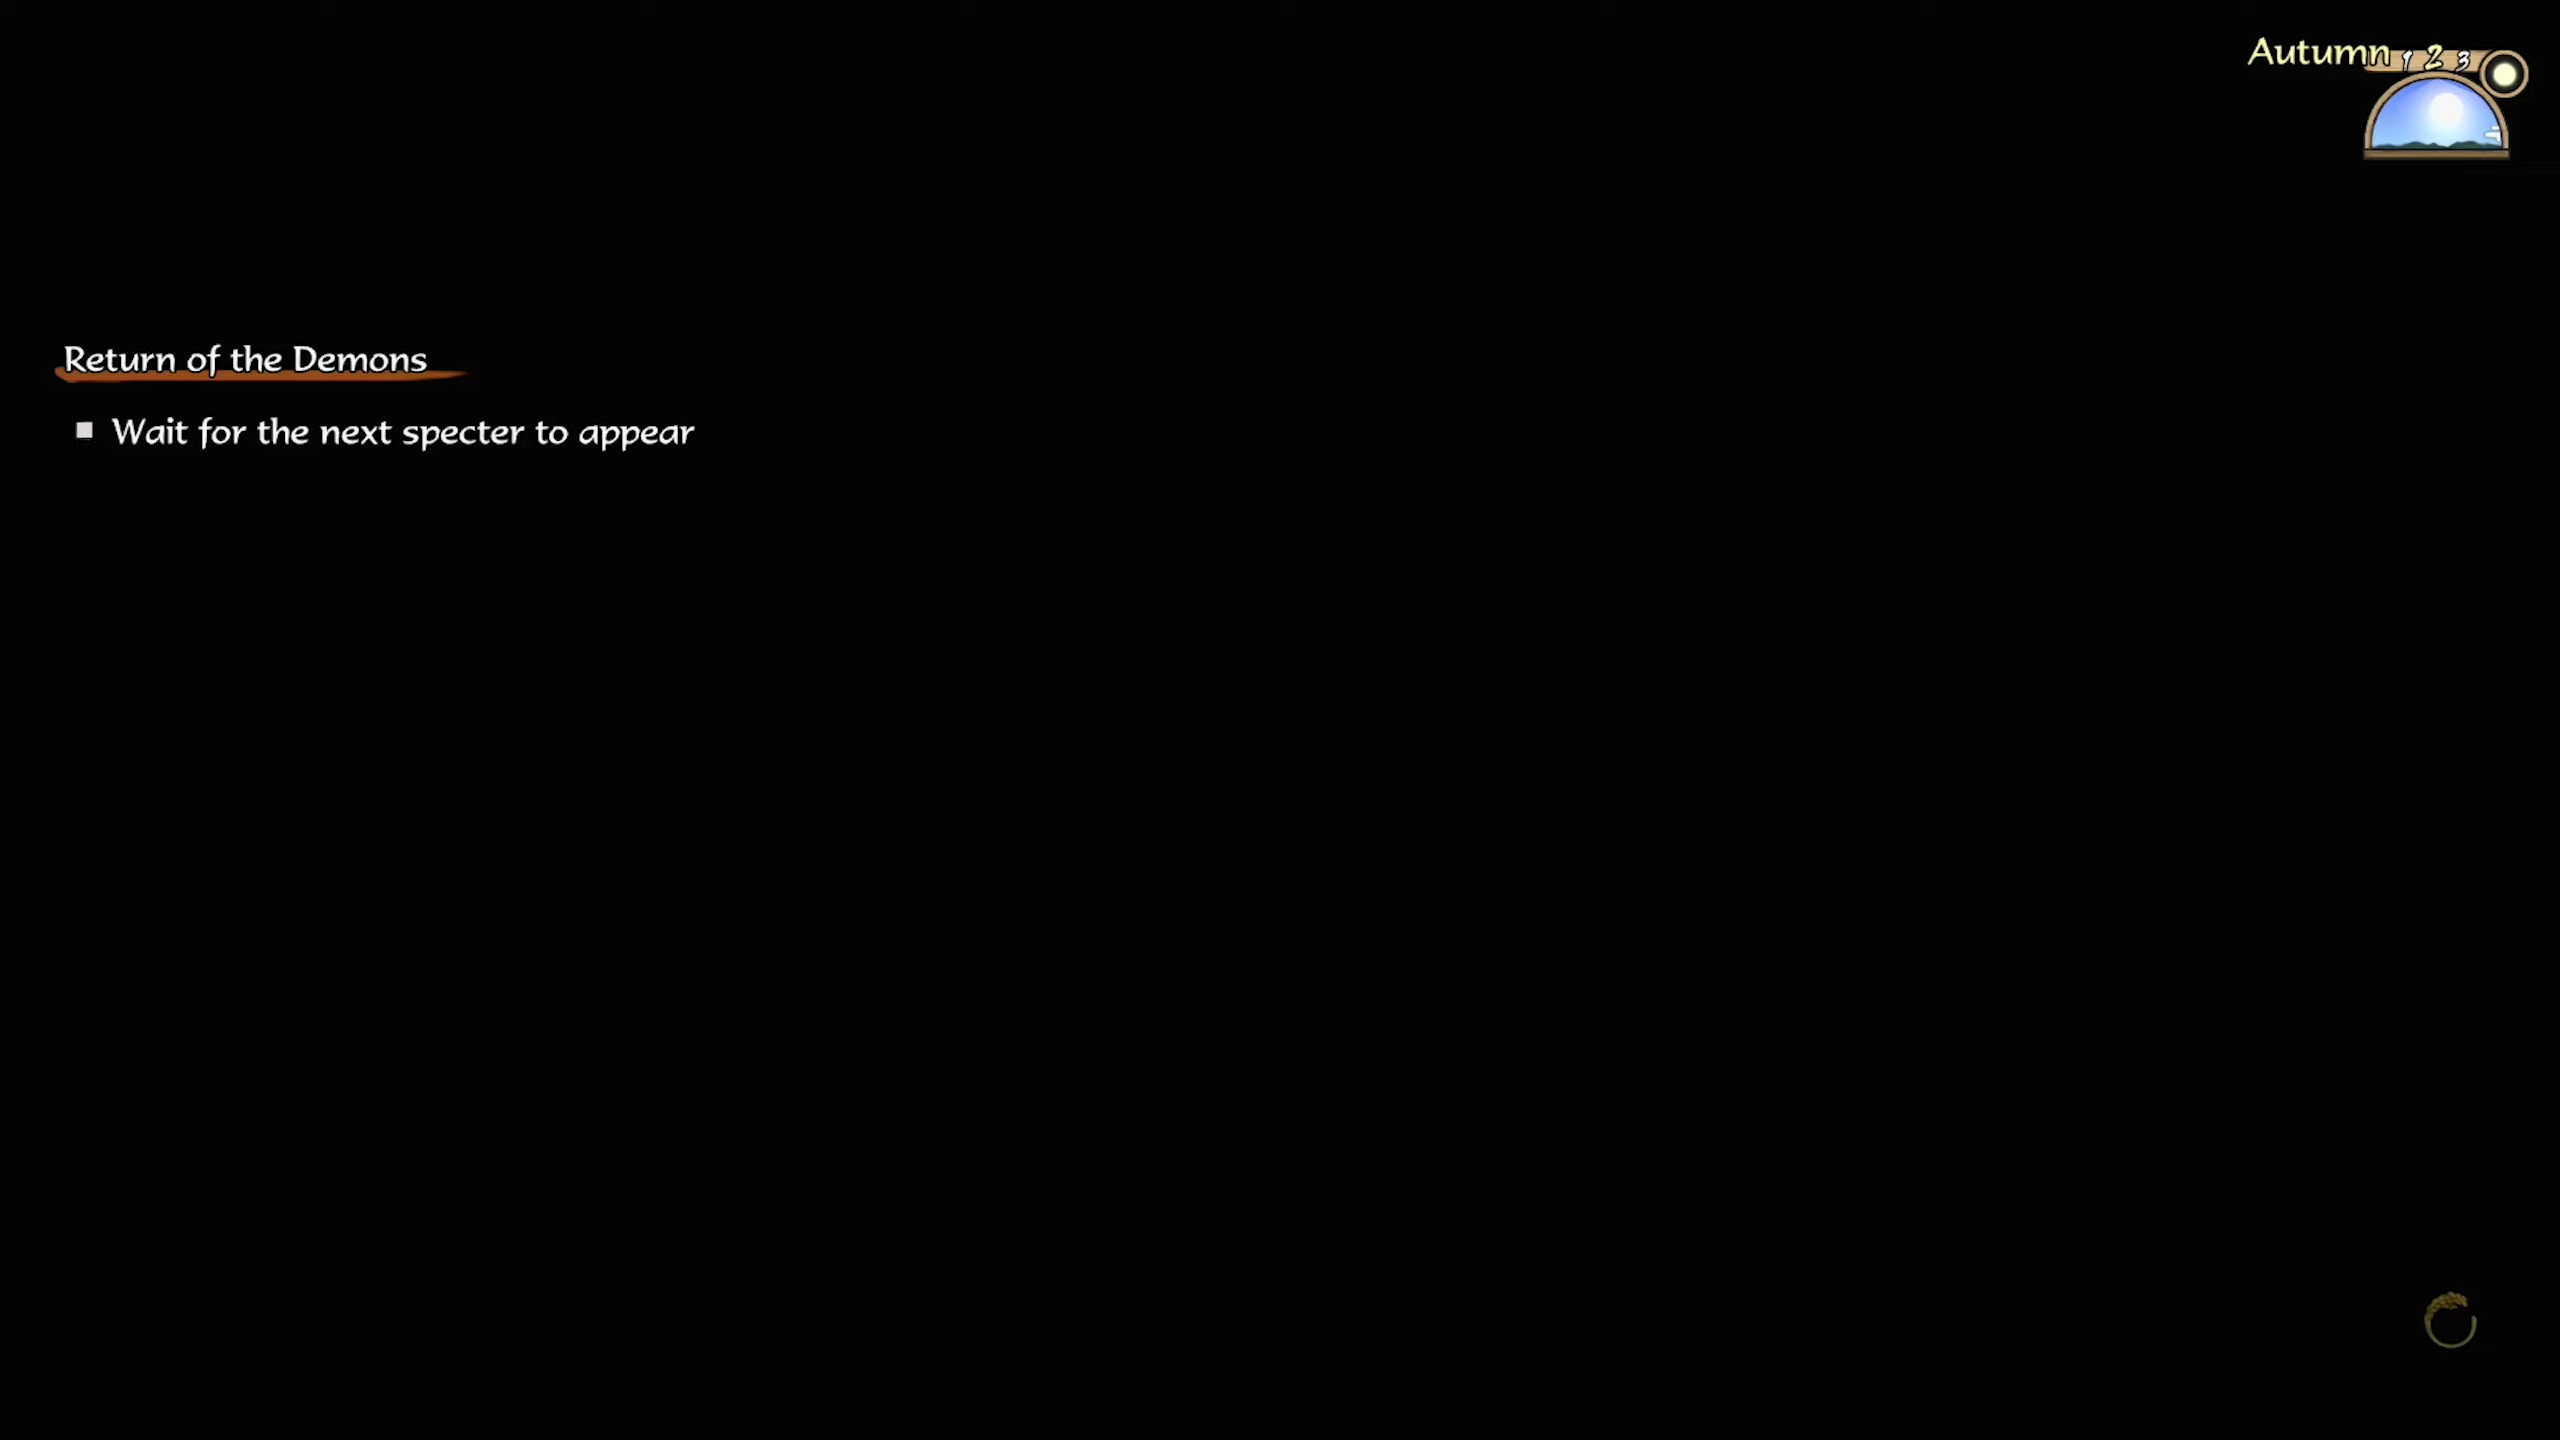 Autumn 1 2 3
Return of the Demons
Wait for the next specter to appear